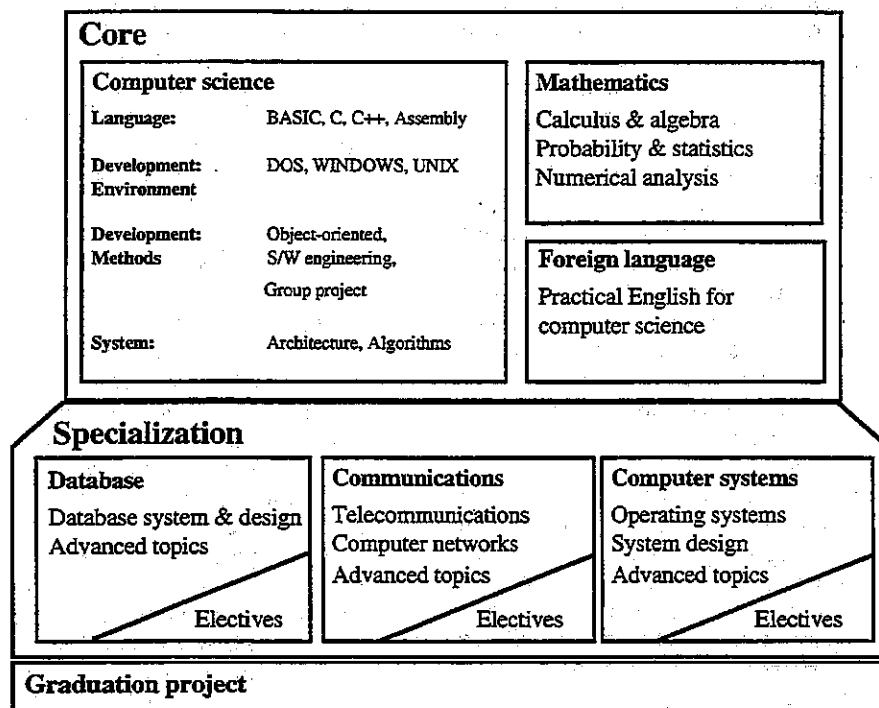 Core
Computer science
Language: BASIC, C, C++, Assembly
Development: DOS, WINDOWS, UNIX
Environment
Development: Object-oriented,
Methods S/W engineering,
Group project
System: Architecture, Algorithms
Mathematics
Calculus & algebra
Probability & statistics
Numerical analysis
Foreign language
Practical English for
computer science
Specialization
Database
Database system & design
Advanced topics
Electives
Communications
Telecommunications
Computer networks
Advanced topics
Electives
Computer systems
Operating systems
System design
Advanced topics
Electives
Graduation project